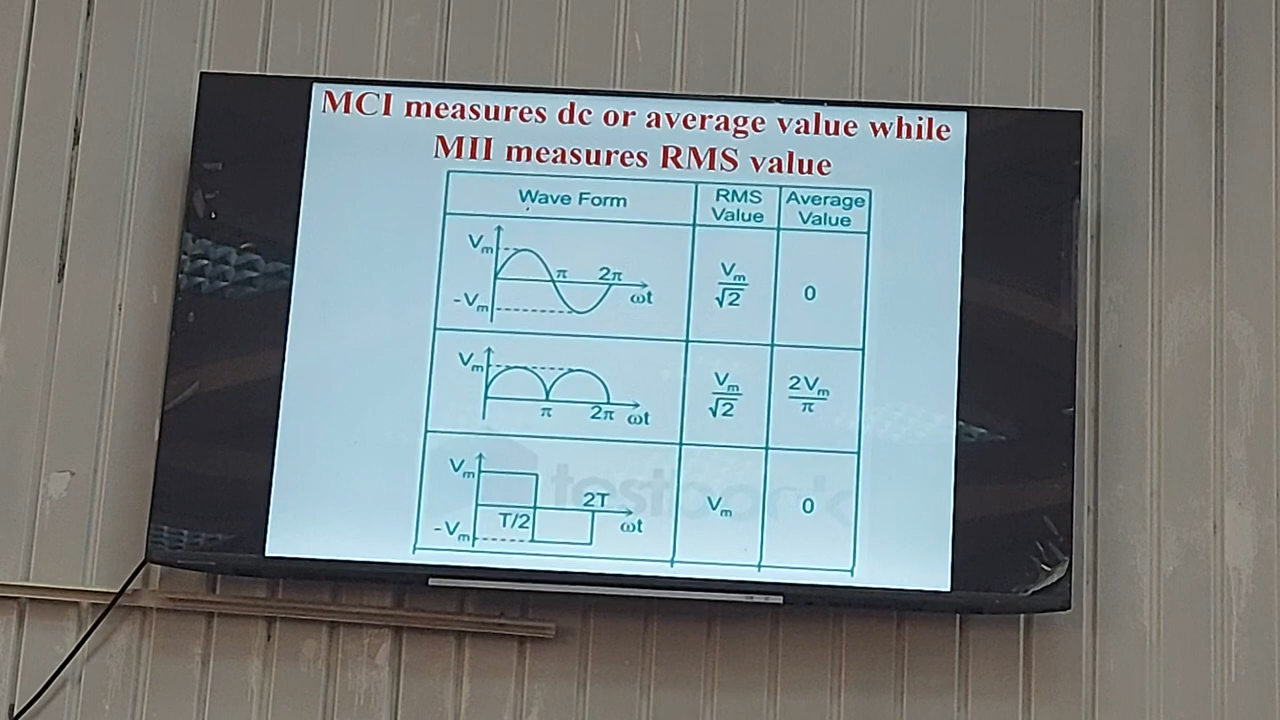 MCI measures dc or average value while
MII measures RMS value
Wave Form
RMS Value
Average Value
Vm
π
2π
ωt
-Vm
Vm/√2
0
Vm
π
2π
ωt
Vm/√2
2Vm/π
testbook
Vm
2T
T/2
ωt
-Vm
Vm
0